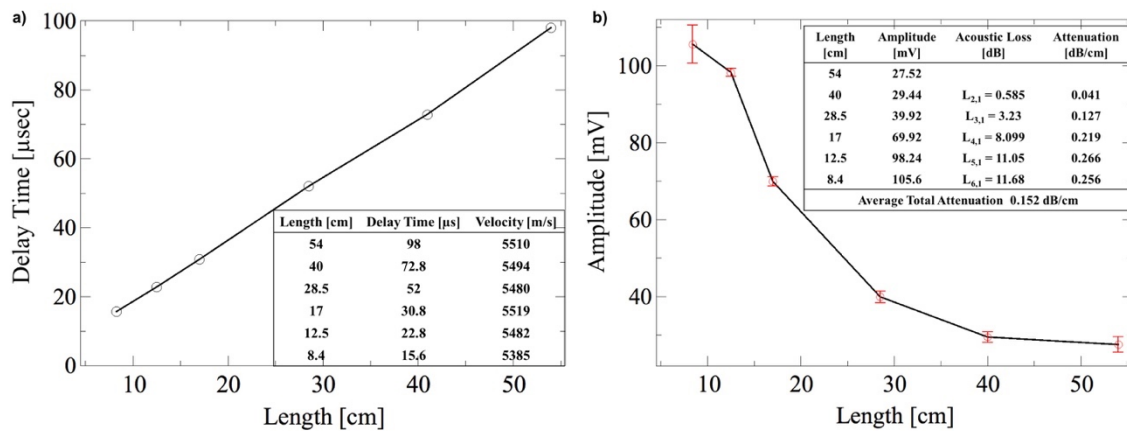 a)
100
80
60
40
20
0
Delay Time [μsec]
10 20 30 40 50
Length [cm]
Length [cm] Delay Time [μs] Velocity [m/s]
54 98 5510
40 72.8 5494
28.5 52 5480
17 30.8 5519
12.5 22.8 5482
8.4 15.6 5385
b)
100
80
60
40
Amplitude [mV]
10 20 30 40 50
Length [cm]
Length Amplitude Acoustic Loss Attenuation
[cm] [mV] [dB] [dB/cm]
54 27.52
40 29.44 L2,1 = 0.585 0.041
28.5 39.92 L3,1 = 3.23 0.127
17 69.92 L4,1 = 8.099 0.219
12.5 98.24 L5,1 = 11.05 0.266
8.4 105.6 L6,1 = 11.68 0.256
Average Total Attenuation 0.152 dB/cm